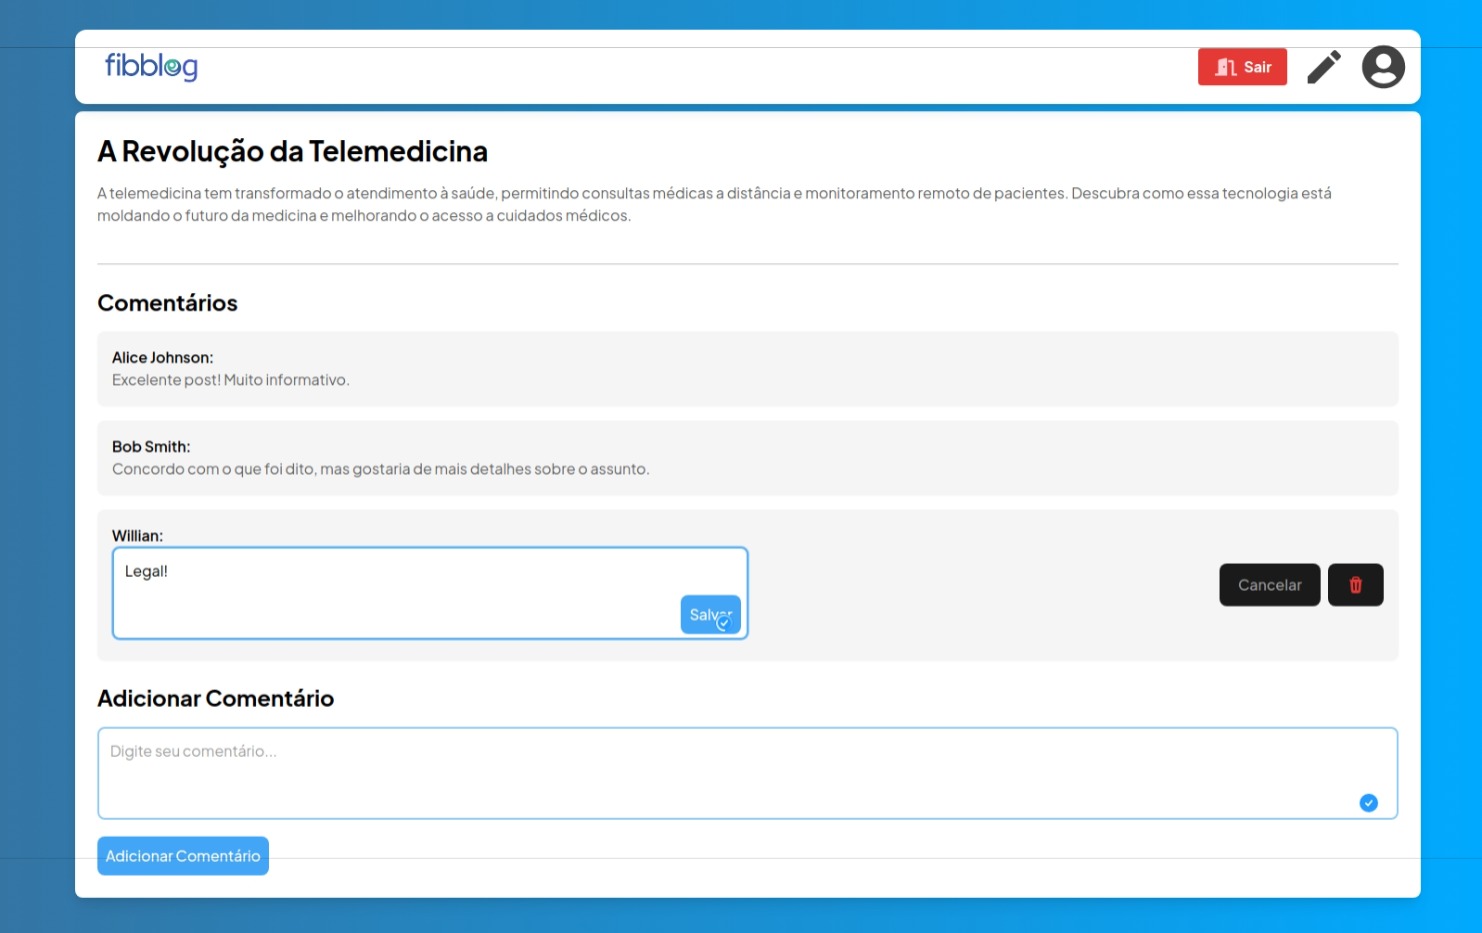 fibblog
Sair
A Revolução da Telemedicina
A telemedicina tem transformado o atendimento à saúde, permitindo consultas médicas a distância e monitoramento remoto de pacientes. Descubra como essa tecnologia está
moldando o futuro da medicina e melhorando o acesso a cuidados médicos.
Comentários
Alice Johnson:
Excelente post! Muito informativo.
Bob Smith:
Concordo com o que foi dito, mas gostaria de mais detalhes sobre o assunto.
Willian:
Legal!
Salvar
Cancelar
Adicionar Comentário
Digite seu comentário...
Adicionar Comentário